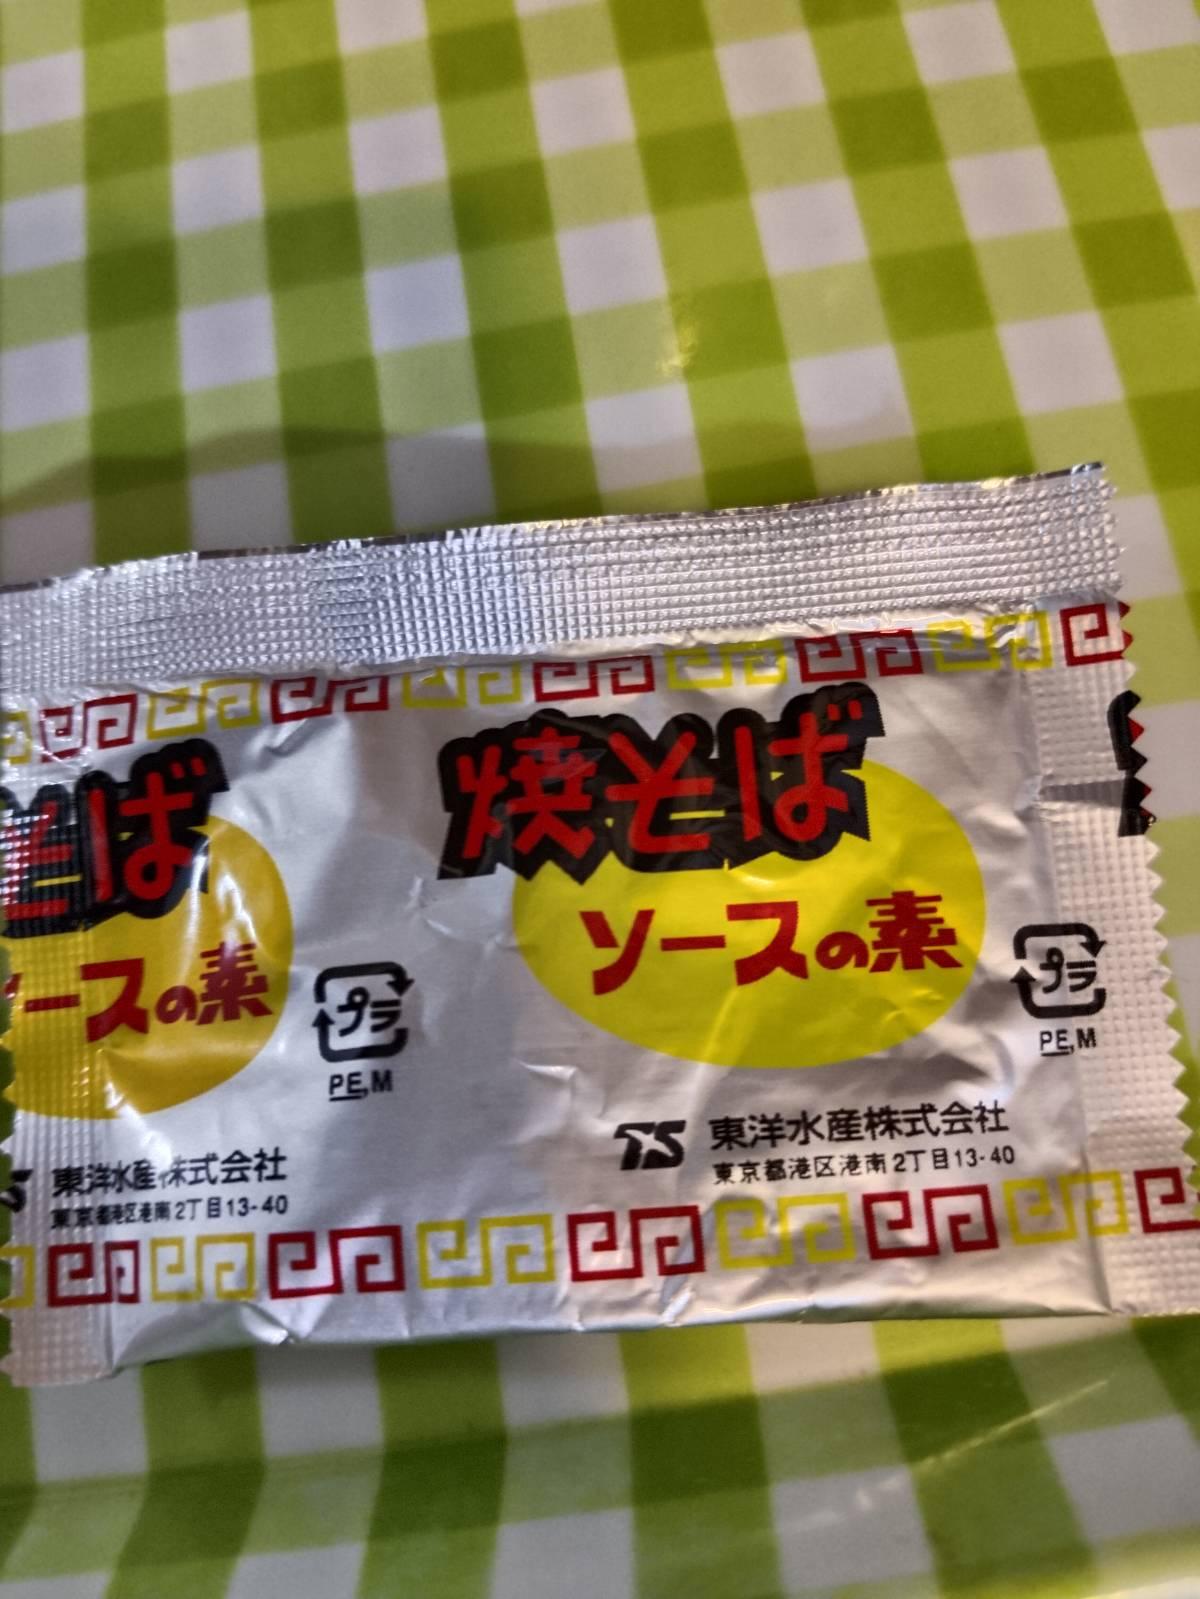 焼そば
ソースの素
プラ
PE,M
TS 東洋水産株式会社
東京都港区港南2丁目13-40
そば
ースの素
プラ
PE,M
東洋水産株式会社
東京都港区港南2丁目13-40